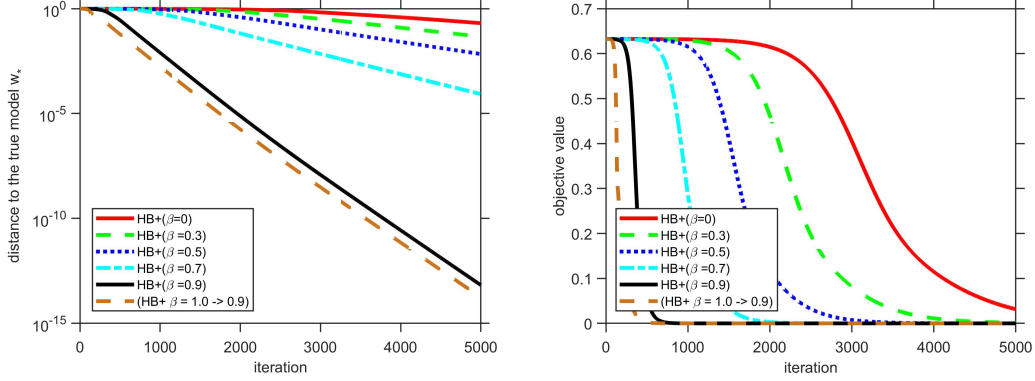 distance to the true model w*
10^0
10^-5
10^-10
10^-15
HB+(β=0)
HB+(β =0.3)
HB+(β =0.5)
HB+(β =0.7)
HB+(β=0.9)
(HB+ β = 1.0 -> 0.9)
0 1000 2000 3000 4000 5000
iteration
objective value
0.7
0.6
0.5
0.4
0.3
0.2
0.1
0
HB+(β=0)
HB+(β =0.3)
HB+(β =0.5)
HB+(β =0.7)
HB+(β=0.9)
(HB+ β = 1.0 -> 0.9)
0 1000 2000 3000 4000 5000
iteration